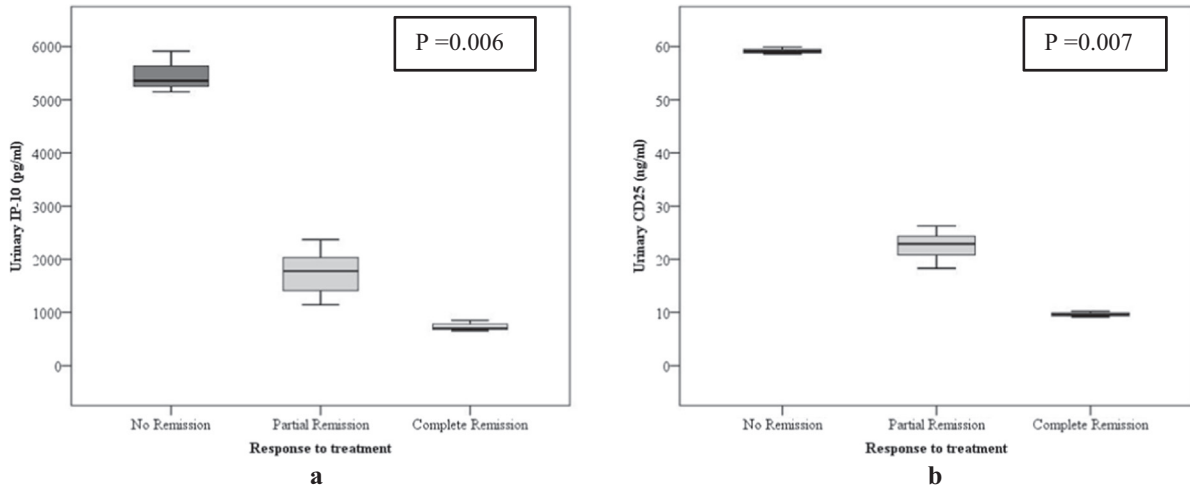 P =0.006
Urinary IP-10 (pg/ml)
6000
5000
4000
3000
2000
1000
0
No Remission Partial Remission Complete Remission
Response to treatment
a
P =0.007
Urinary CD25 (ng/ml)
60
50
40
30
20
10
0
No Remission Partial Remission Complete Remission
Response to treatment
b